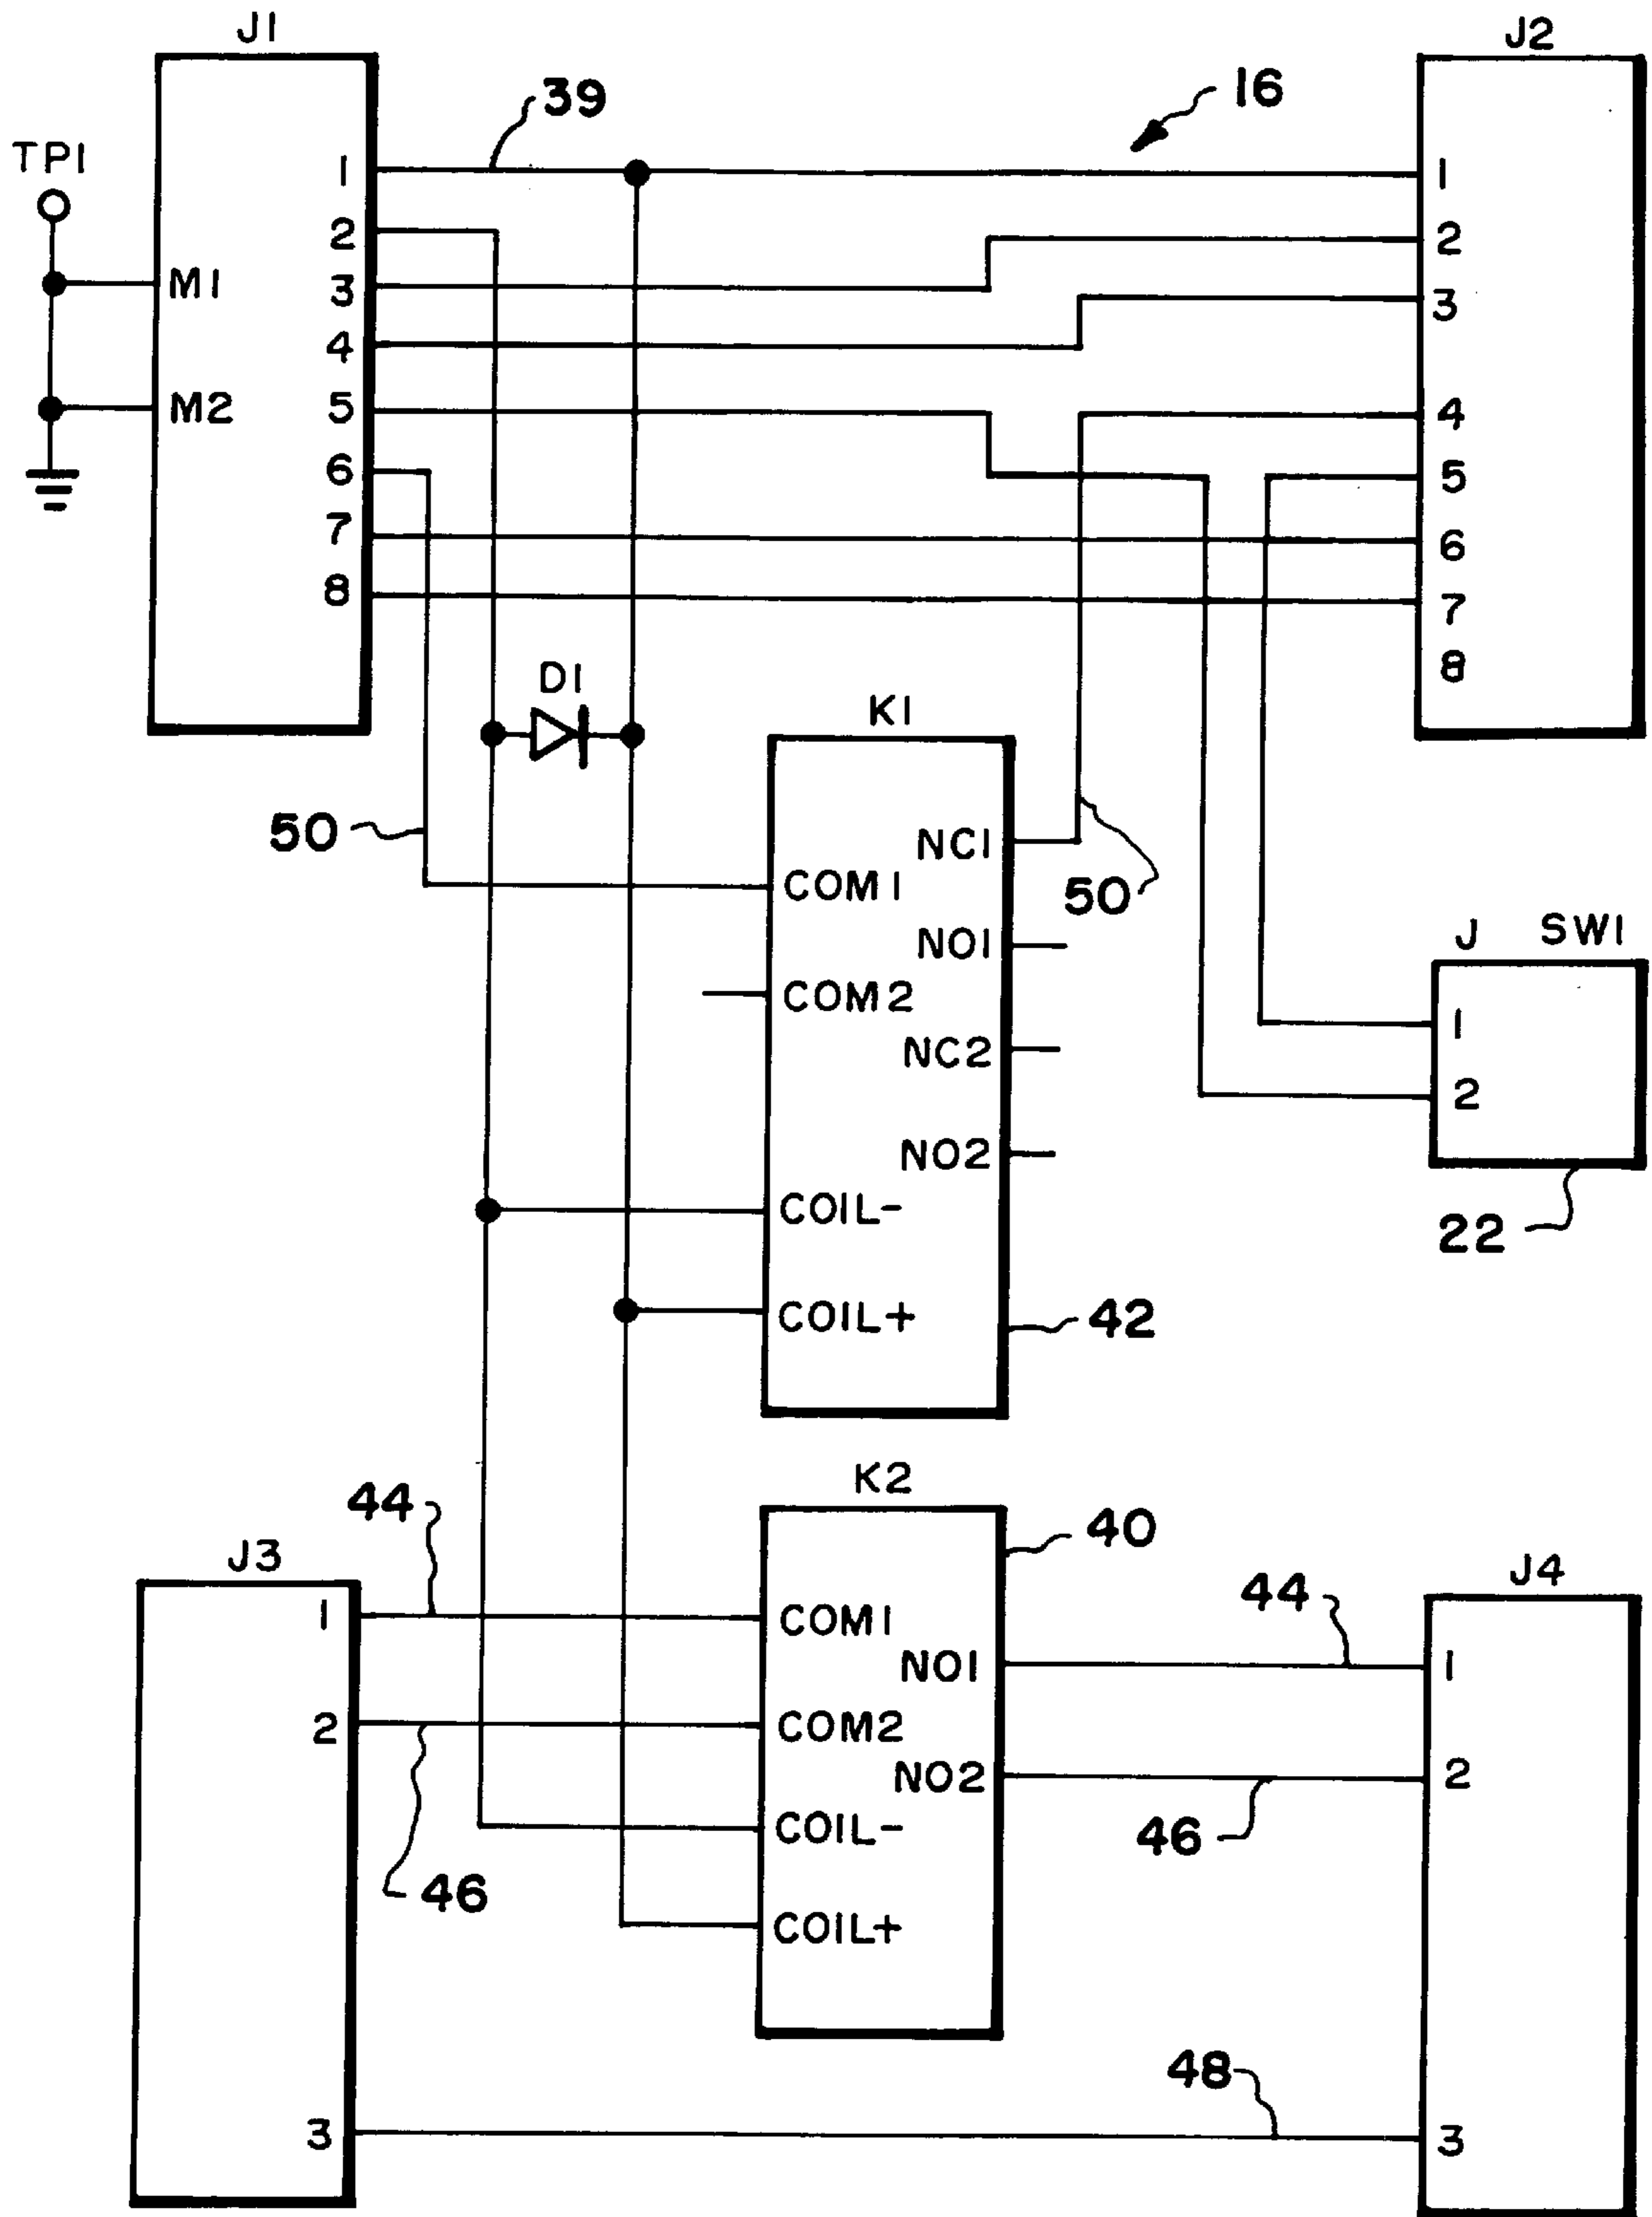 J1
J2
39
16
TP1
1
1
2
2
M1
3
3
4
M2
5
4
6
5
7
6
8
7
8
D1
K1
50
NC1
COM1
50
NO1
J SW1
COM2
1
NC2
2
NO2
COIL-
22
COIL+
42
K2
44
40
J3
J4
1
COM1
44
NO1
1
2
COM2
NO2
2
COIL-
46
46
COIL+
48
3
3